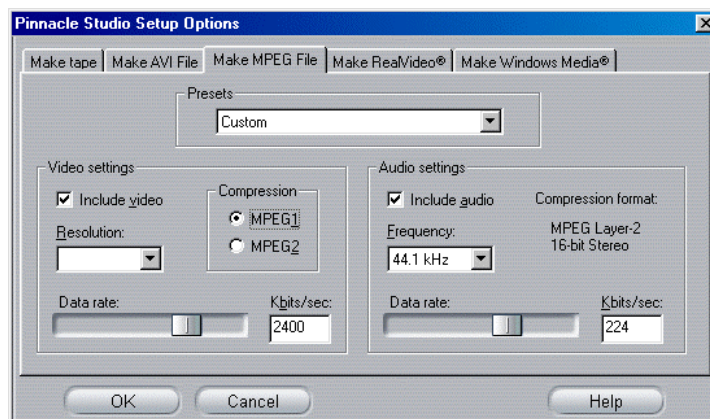 Pinnacle Studio Setup Options
Make tape
Make AVI File
Make MPEG File
Make RealVideo®
Make Windows Media®
Presets
Custom
Video settings
Include video
Compression
MPEG1
MPEG2
Resolution:
Data rate:
Kbits/sec:
2400
Audio settings
Include audio
Compression format:
MPEG Layer-2
16-bit Stereo
Frequency:
44.1 kHz
Data rate:
Kbits/sec:
224
OK
Cancel
Help